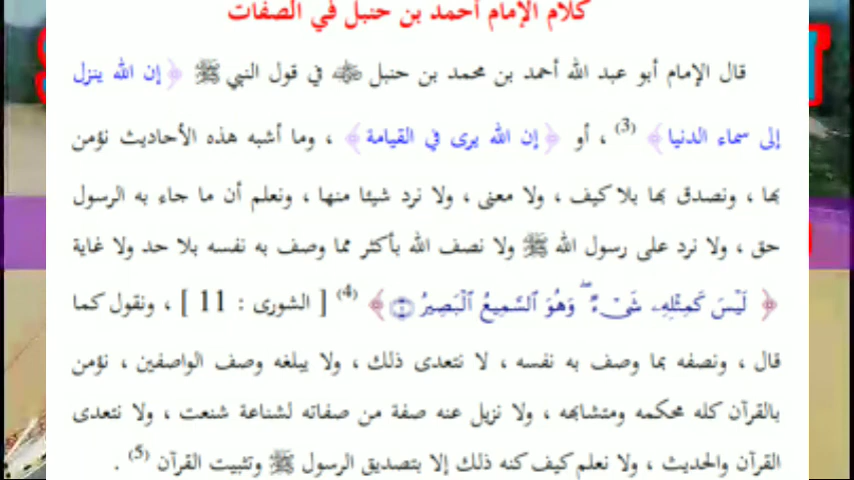 كلام الإمام أحمد بن حنبل في الصفات
قال الإمام أبو عبد الله أحمد بن محمد بن حنبل ﷺ في قول النبي ﷺ ﴿ إن الله ينزل
إلى سماء الدنيا ﴾ (3) ، أو ﴿ إن الله يرى في القيامة ﴾ ، وما أشبه هذه الأحاديث نؤمن
بها ، ونصدق بها بلا كيف ، ولا معنى ، ولا نرد شيئا منها ، ونعلم أن ما جاء به الرسول
حق ، ولا نرد على رسول الله ﷺ ولا نصف الله بأكثر مما وصف به نفسه بلا حد ولا غاية
﴿ لَيْسَ كَمِثْلِهِ شَيْءٌ ۖ وَهُوَ السَّمِيعُ الْبَصِيرُ ﴾ (4) [ الشورى : 11 ] ، ونقول كما
قال ، ونصفه بما وصف به نفسه ، لا نتعدى ذلك ، ولا يبلغه وصف الواصفين ، نؤمن
بالقرآن كله محكمه ومتشابهه ، ولا نزيل عنه صفة من صفاته لشناعة شنعت ، ولا نتعدى
القرآن والحديث ، ولا نعلم كيف كنه ذلك إلا بتصديق الرسول ﷺ وتثبيت القرآن (5) .